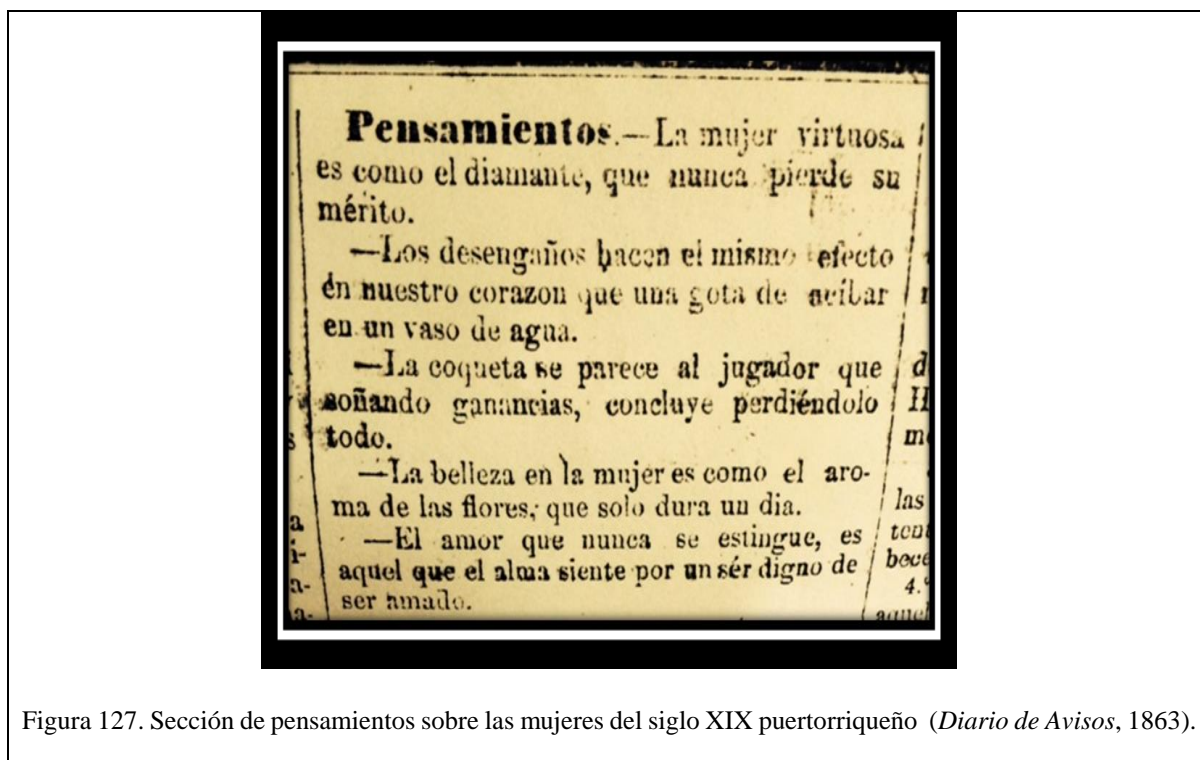 Pensamientos.—La mujer virtuosa
es como el diamante, que nunca pierde su
mérito.
—Los desengaños hacen el mismo efecto
én nuestro corazon que una gota de acíbar
en un vaso de agua.
—La coqueta se parece al jugador que
soñando ganancias, concluye perdiéndolo
todo.
—La belleza en la mujer es como el aro-
ma de las flores, que solo dura un dia.
—El amor que nunca se estingue, es
aquel que el alma siente por un sér digno de
ser amado.
d
H
las
4.º
aquel
a
Figura 127. Sección de pensamientos sobre las mujeres del siglo XIX puertorriqueño (Diario de Avisos, 1863).